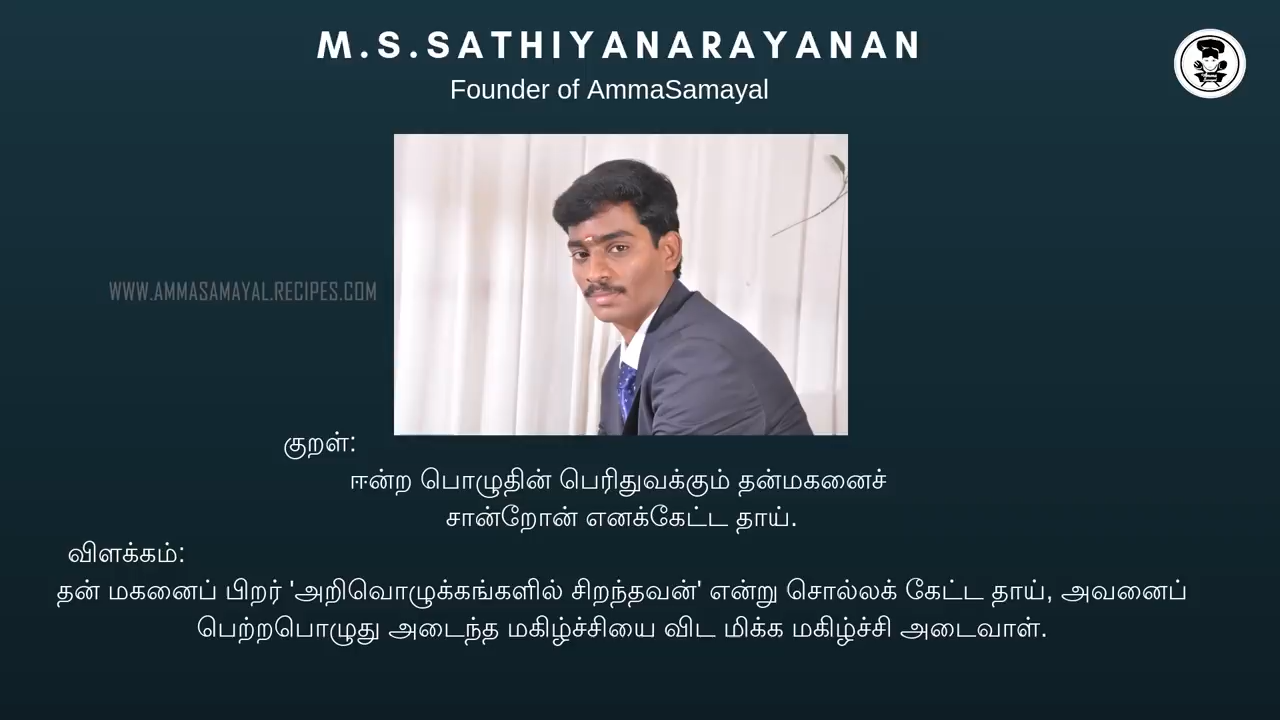 M.S.SATHIYANARAYANAN
Founder of AmmaSamayal
WWW.AMMASAMAYAL.RECIPES.COM
குறள்:
ஈன்ற பொழுதின் பெரிதுவக்கும் தன்மகனைச்
சான்றோன் எனக்கேட்ட தாய்.
விளக்கம்:
தன் மகனைப் பிறர் 'அறிவொழுக்கங்களில் சிறந்தவன்' என்று சொல்லக் கேட்ட தாய், அவனைப்
பெற்றபொழுது அடைந்த மகிழ்ச்சியை விட மிக்க மகிழ்ச்சி அடைவாள்.